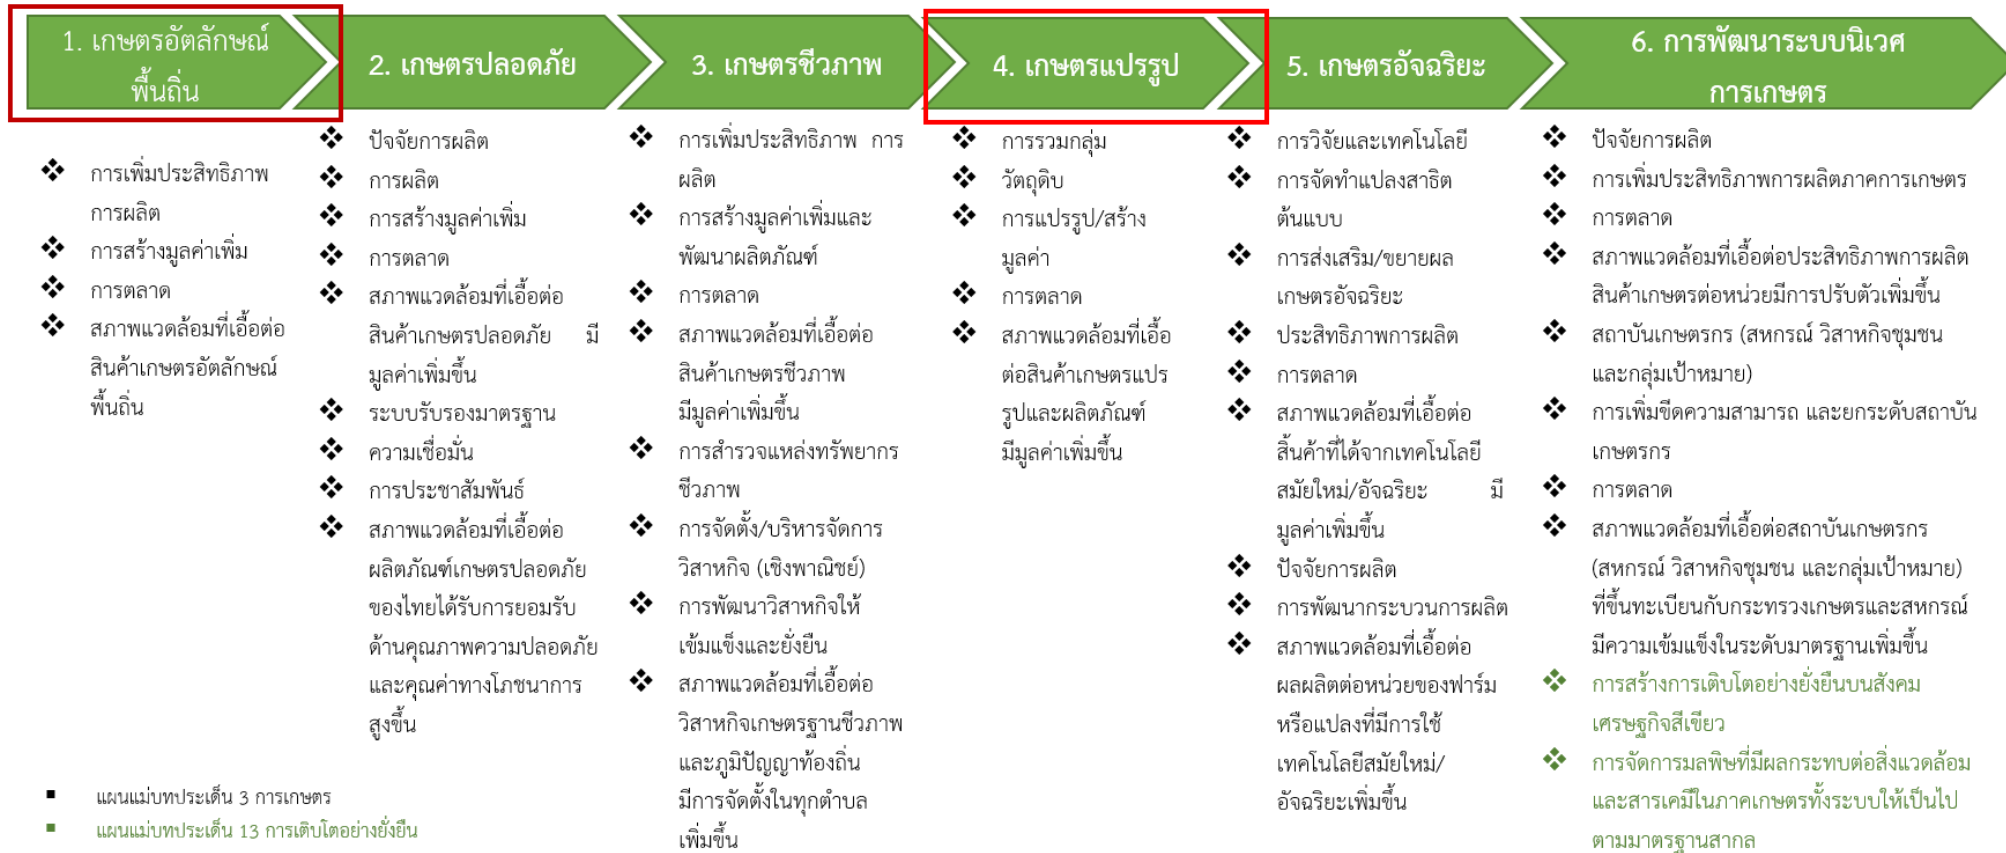 1. เกษตรอัตลักษณ์
พื้นถิ่น
2. เกษตรปลอดภัย
3. เกษตรชีวภาพ
4. เกษตรแปรรูป
5. เกษตรอัจฉริยะ
6. การพัฒนาระบบนิเวศ
การเกษตร
❖ การเพิ่มประสิทธิภาพ
การผลิต
❖ การสร้างมูลค่าเพิ่ม
❖ การตลาด
❖ สภาพแวดล้อมที่เอื้อต่อ
สินค้าเกษตรอัตลักษณ์
พื้นถิ่น
❖ ปัจจัยการผลิต
❖ การผลิต
❖ การสร้างมูลค่าเพิ่ม
❖ การตลาด
❖ สภาพแวดล้อมที่เอื้อต่อ
สินค้าเกษตรปลอดภัย มี
มูลค่าเพิ่มขึ้น
❖ ระบบรับรองมาตรฐาน
❖ ความเชื่อมั่น
❖ การประชาสัมพันธ์
❖ สภาพแวดล้อมที่เอื้อต่อ
ผลิตภัณฑ์เกษตรปลอดภัย
ของไทยได้รับการยอมรับ
ด้านคุณภาพความปลอดภัย
และคุณค่าทางโภชนาการ
สูงขึ้น
❖ การเพิ่มประสิทธิภาพ การ
ผลิต
❖ การสร้างมูลค่าเพิ่มและ
พัฒนาผลิตภัณฑ์
❖ การตลาด
❖ สภาพแวดล้อมที่เอื้อต่อ
สินค้าเกษตรชีวภาพ
มีมูลค่าเพิ่มขึ้น
❖ การสำรวจแหล่งทรัพยากร
ชีวภาพ
❖ การจัดตั้ง/บริหารจัดการ
วิสาหกิจ (เชิงพาณิชย์)
❖ การพัฒนาวิสาหกิจให้
เข้มแข็งและยั่งยืน
❖ สภาพแวดล้อมที่เอื้อต่อ
วิสาหกิจเกษตรฐานชีวภาพ
และภูมิปัญญาท้องถิ่น
มีการจัดตั้งในทุกตำบล
เพิ่มขึ้น
❖ การรวมกลุ่ม
❖ วัตถุดิบ
❖ การแปรรูป/สร้าง
มูลค่า
❖ การตลาด
❖ สภาพแวดล้อมที่เอื้อ
ต่อสินค้าเกษตรแปร
รูปและผลิตภัณฑ์
มีมูลค่าเพิ่มขึ้น
❖ การวิจัยและเทคโนโลยี
❖ การจัดทำแปลงสาธิต
ต้นแบบ
❖ การส่งเสริม/ขยายผล
เกษตรอัจฉริยะ
❖ ประสิทธิภาพการผลิต
❖ การตลาด
❖ สภาพแวดล้อมที่เอื้อต่อ
สิ้นค้าที่ได้จากเทคโนโลยี
สมัยใหม่/อัจฉริยะ มี
มูลค่าเพิ่มขึ้น
❖ ปัจจัยการผลิต
❖ การพัฒนากระบวนการผลิต
❖ สภาพแวดล้อมที่เอื้อต่อ
ผลผลิตต่อหน่วยของฟาร์ม
หรือแปลงที่มีการใช้
เทคโนโลยีสมัยใหม่/
อัจฉริยะเพิ่มขึ้น
❖ ปัจจัยการผลิต
❖ การเพิ่มประสิทธิภาพการผลิตภาคการเกษตร
❖ การตลาด
❖ สภาพแวดล้อมที่เอื้อต่อประสิทธิภาพการผลิต
สินค้าเกษตรต่อหน่วยมีการปรับตัวเพิ่มขึ้น
❖ สถาบันเกษตรกร (สหกรณ์ วิสาหกิจชุมชน
และกลุ่มเป้าหมาย)
❖ การเพิ่มขีดความสามารถ และยกระดับสถาบัน
เกษตรกร
❖ การตลาด
❖ สภาพแวดล้อมที่เอื้อต่อสถาบันเกษตรกร
(สหกรณ์ วิสาหกิจชุมชน และกลุ่มเป้าหมาย)
ที่ขึ้นทะเบียนกับกระทรวงเกษตรและสหกรณ์
มีความเข้มแข็งในระดับมาตรฐานเพิ่มขึ้น
❖ การสร้างการเติบโตอย่างยั่งยืนบนสังคม
เศรษฐกิจสีเขียว
❖ การจัดการมลพิษที่มีผลกระทบต่อสิ่งแวดล้อม
และสารเคมีในภาคเกษตรทั้งระบบให้เป็นไป
ตามมาตรฐานสากล
▪ แผนแม่บทประเด็น 3 การเกษตร
▪ แผนแม่บทประเด็น 13 การเติบโตอย่างยั่งยืน